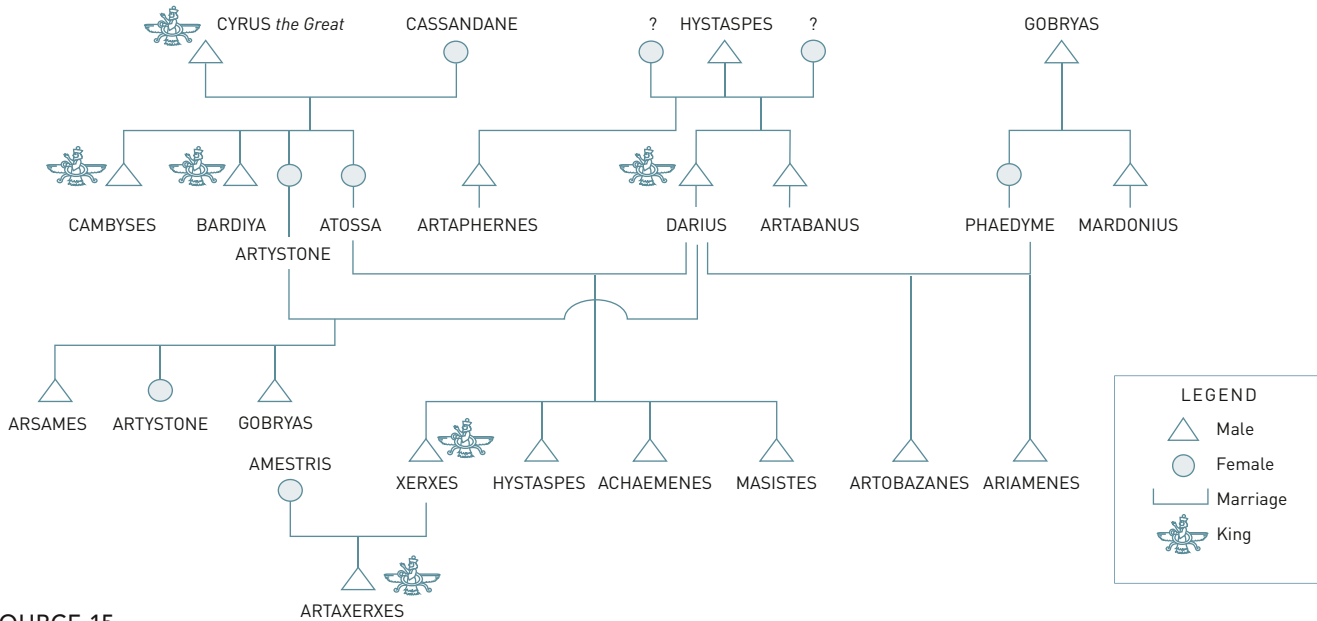 CYRUS the Great
CASSANDANE
?
HYSTASPES
?
GOBRYAS
CAMBYSES
BARDIYA
ATOSSA
ARTAPHERNES
DARIUS
ARTABANUS
PHAEDYME
MARDONIUS
ARTYSTONE
ARSAMES
ARTYSTONE
GOBRYAS
AMESTRIS
XERXES
HYSTASPES
ACHAEMENES
MASISTES
ARTOBAZANES
ARIAMENES
ARTAXERXES
LEGEND
Male
Female
Marriage
King